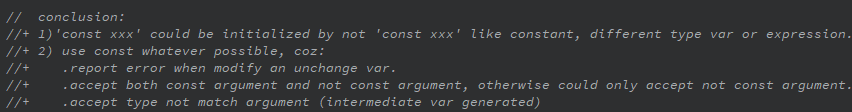 //  conclusion:
//+ 1)'const xxx' could be initialized by not 'const xxx' like constant, different type var or expression.
//+ 2) use const whatever possible, coz:
//+    .report error when modify an unchange var.
//+    .accept both const argument and not const argument, otherwise could only accept not const argument.
//+    .accept type not match argument (intermediate var generated)